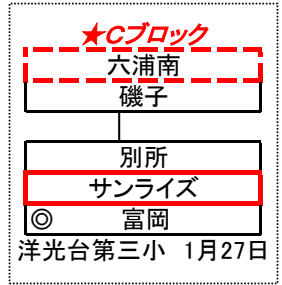 ★Cブロック
六浦南
磯子
別所
サンライズ
◎ 富岡
洋光台第三小 1月27日